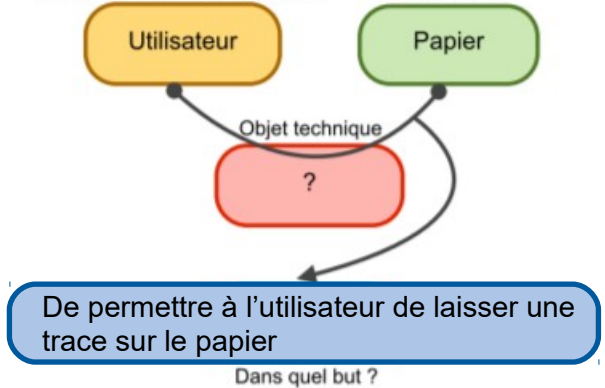 Utilisateur
Papier
Objet technique
?
De permettre à l’utilisateur de laisser une
trace sur le papier
Dans quel but ?